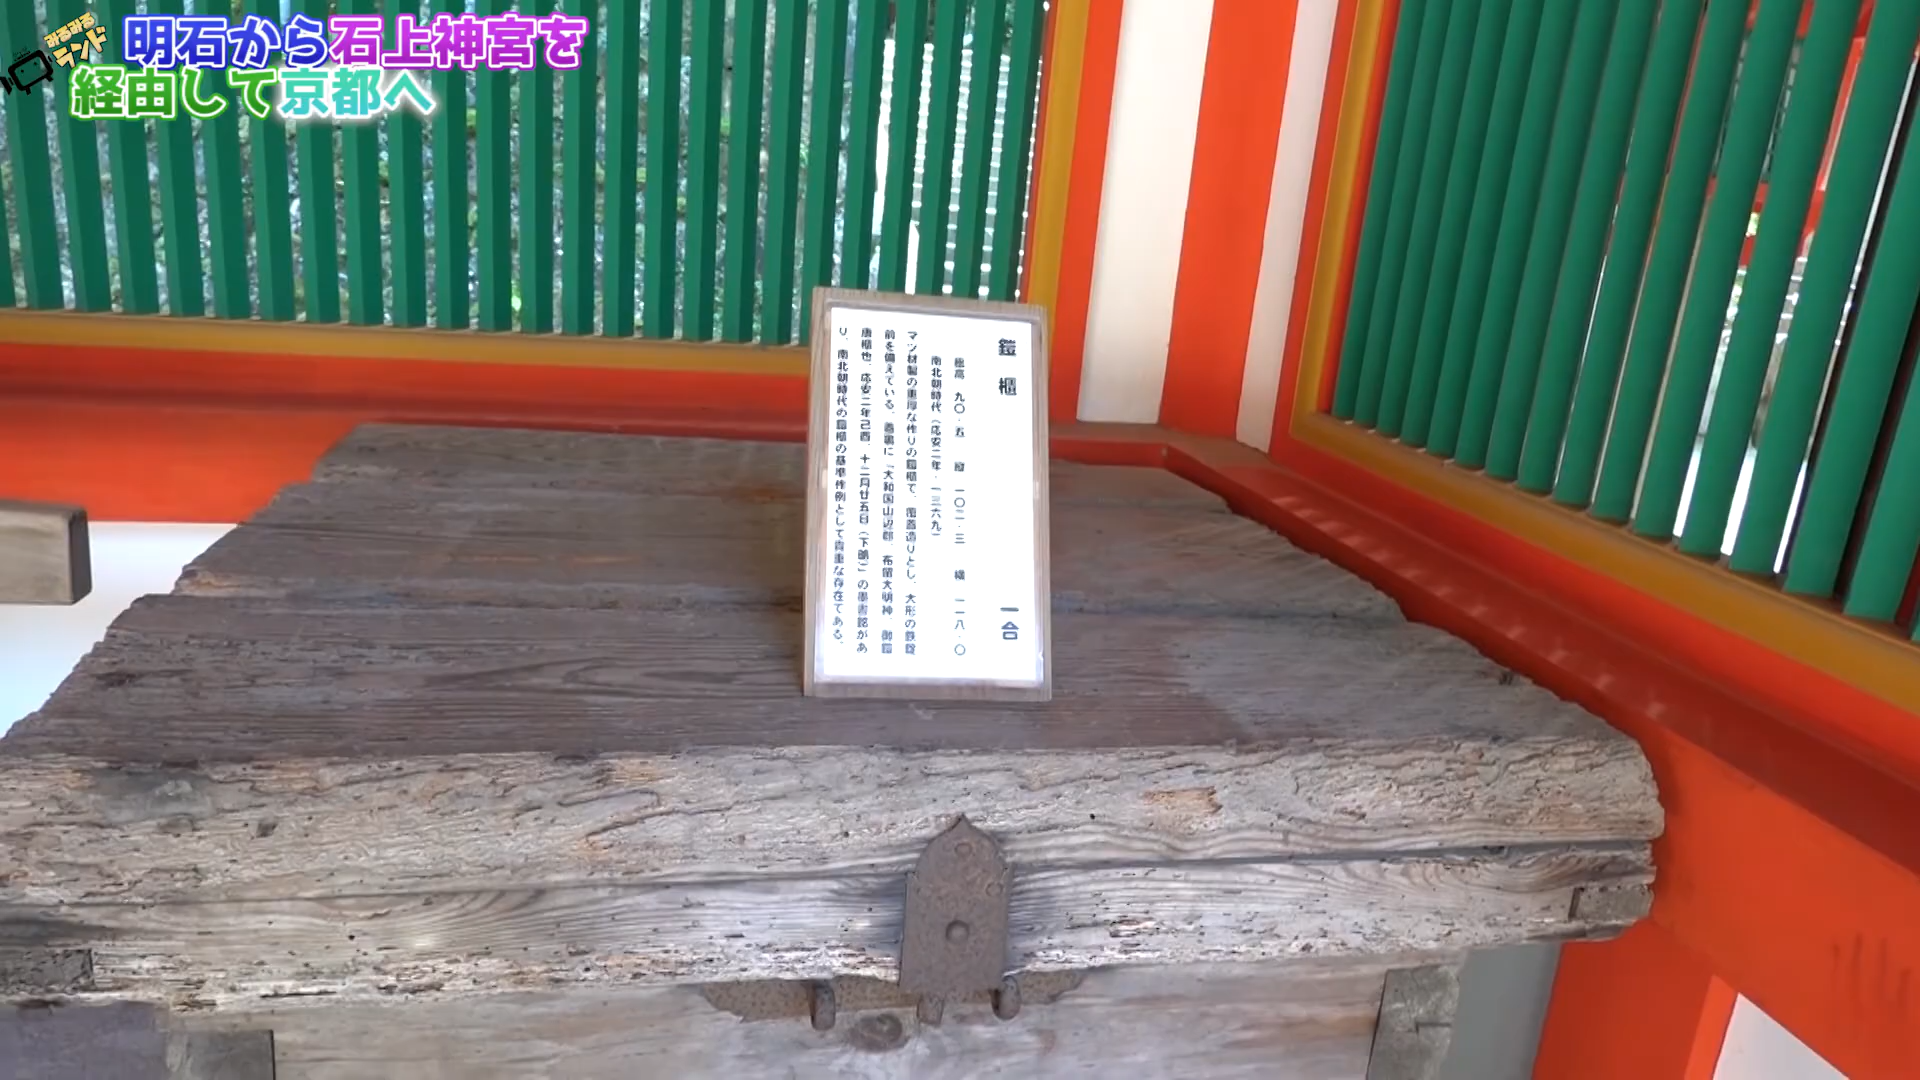 みるみる
ランド
明石から石上神宮を
経由して京都へ
鎧櫃 一合
総高 九〇・五 縦 一〇二・三 横 一一八・〇
南北朝時代（応安二年・一三六九）
マツ材製の重厚な作りの鎧櫃で、覆蓋造りとし、大形の鉄錠
前を備えている。蓋裏に「大和国山辺郡、布留大明神、御鎧
唐櫃也、応安二年己酉、十二月廿五日（下略）」の墨書銘があ
り、南北朝時代の鎧櫃の基準作例として貴重な存在である。